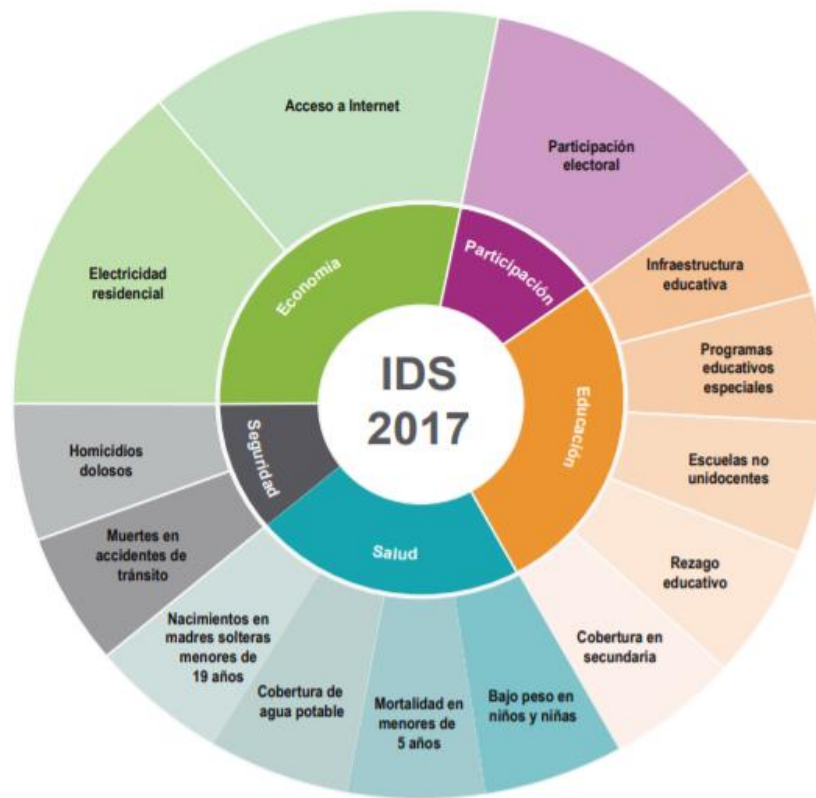 IDS
2017
Economía
Participación
Educación
Salud
Seguridad
Acceso a Internet
Participación
electoral
Infraestructura
educativa
Programas
educativos
especiales
Escuelas no
unidocentes
Rezago
educativo
Cobertura en
secundaria
Bajo peso en
niños y niñas
Mortalidad en
menores de
5 años
Cobertura de
agua potable
Nacimientos en
madres solteras
menores de
19 años
Muertes en
accidentes de
tránsito
Homicidios
dolosos
Electricidad
residencial